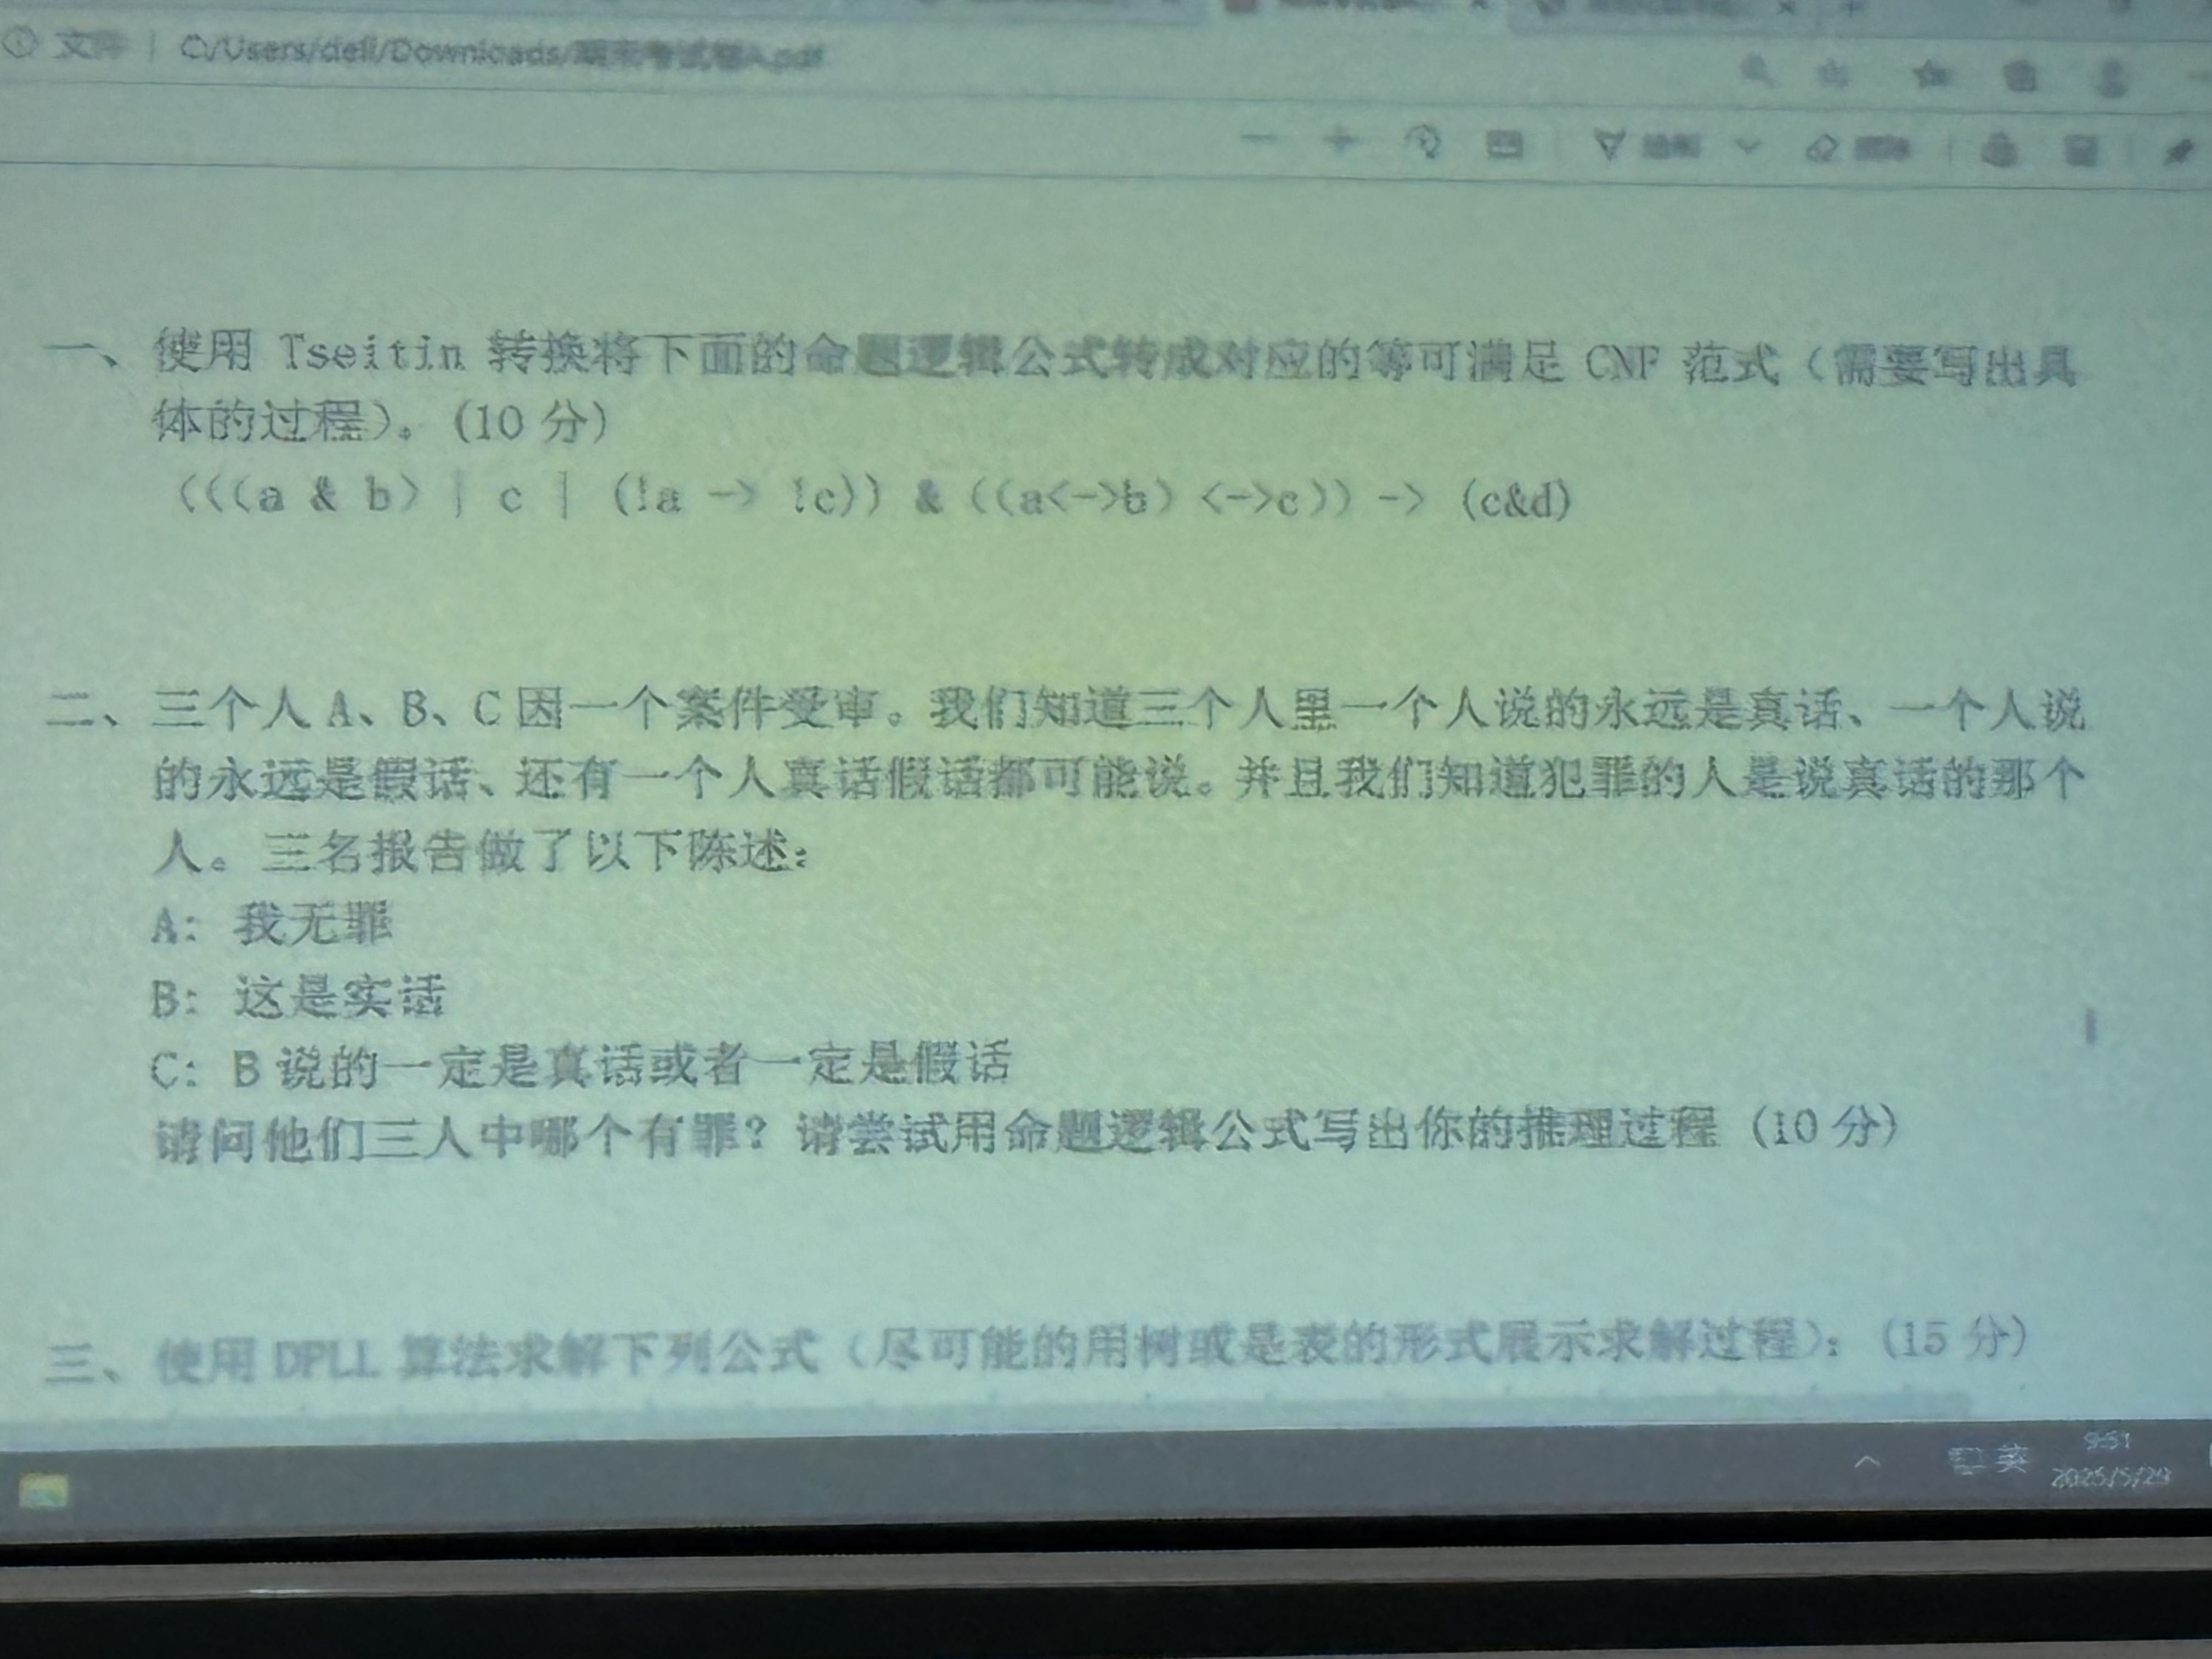 文件 C:/Users/dell/Downloads/期末考试卷A.pdf
一、使用 Tseitin 转换将下面的命题逻辑公式转成对应的等可满足 CNF 范式（需要写出具
体的过程）。(10 分)
(((a & b) | c | (!a -> !c)) & ((a<->b) <->c)) -> (c&d)
二、三个人 A、B、C 因一个案件受审。我们知道三个人里一个人说的永远是真话、一个人说
的永远是假话、还有一个人真话假话都可能说。并且我们知道犯罪的人是说真话的那个
人。三名报告做了以下陈述：
A: 我无罪
B: 这是实话
C: B 说的一定是真话或者一定是假话
请问他们三人中哪个有罪？请尝试用命题逻辑公式写出你的推理过程（10 分）
三、使用 DPLL 算法求解下列公式（尽可能的用树或是表的形式展示求解过程）：（15 分）
英
9:51
2025/5/29